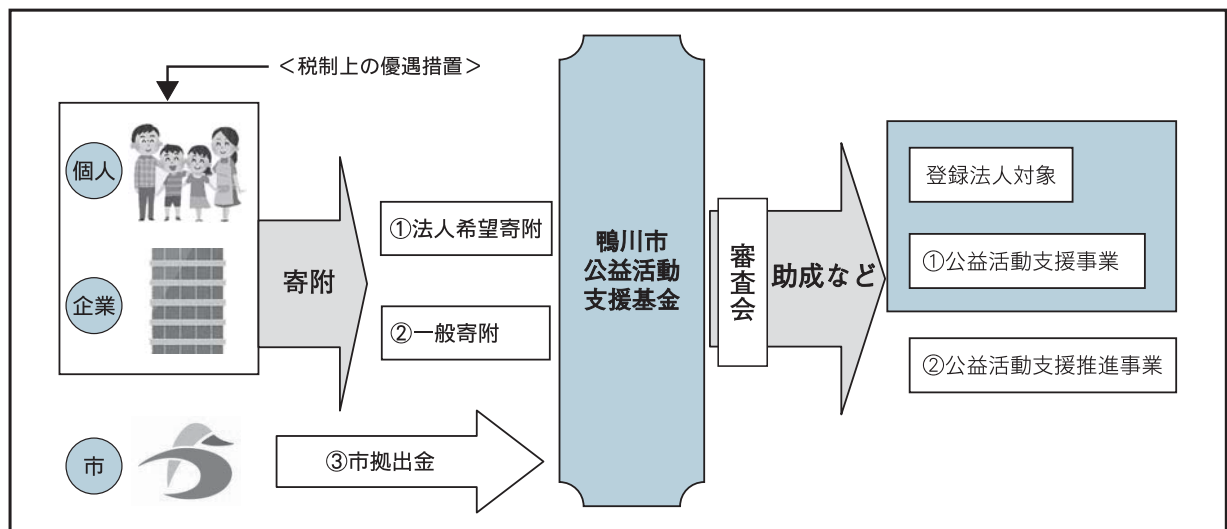 ＜税制上の優遇措置＞
個人
企業
寄附
①法人希望寄附
②一般寄附
市
③市拠出金
鴨川市
公益活動
支援基金
審査会
助成など
登録法人対象
①公益活動支援事業
②公益活動支援推進事業